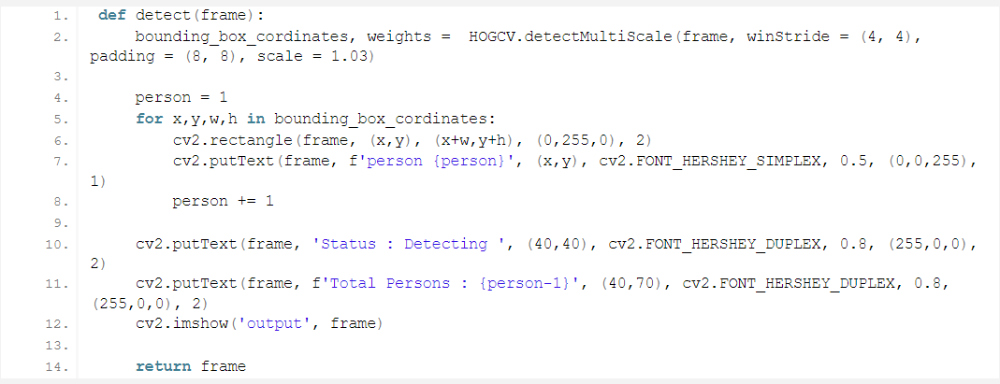 1. def detect(frame):
2. bounding_box_cordinates, weights = HOGCV.detectMultiScale(frame, winStride = (4, 4),
padding = (8, 8), scale = 1.03)
3.
4. person = 1
5. for x,y,w,h in bounding_box_cordinates:
6. cv2.rectangle(frame, (x,y), (x+w,y+h), (0,255,0), 2)
7. cv2.putText(frame, f'person {person}', (x,y), cv2.FONT_HERSHEY_SIMPLEX, 0.5, (0,0,255),
1)
8. person += 1
9.
10. cv2.putText(frame, 'Status : Detecting ', (40,40), cv2.FONT_HERSHEY_DUPLEX, 0.8, (255,0,0),
2)
11. cv2.putText(frame, f'Total Persons : {person-1}', (40,70), cv2.FONT_HERSHEY_DUPLEX, 0.8,
(255,0,0), 2)
12. cv2.imshow('output', frame)
13.
14. return frame